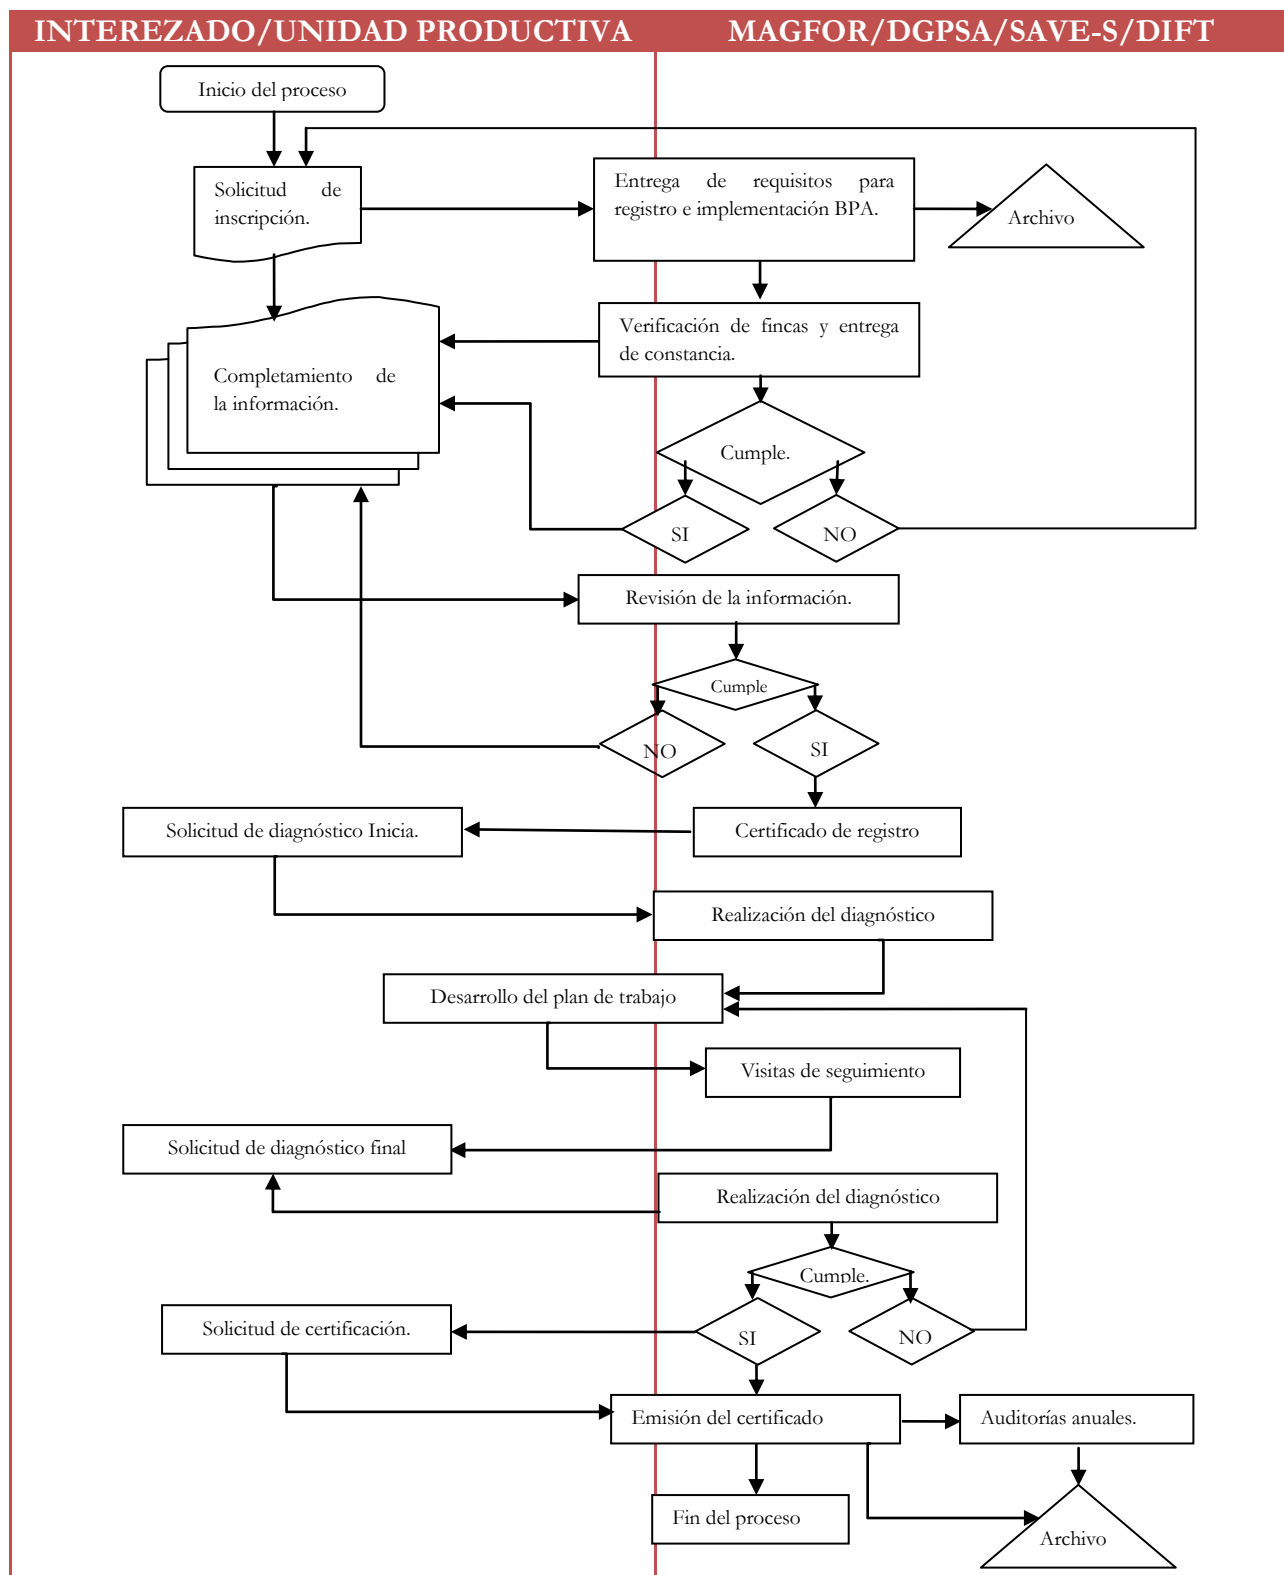 INTEREZADO/UNIDAD PRODUCTIVA
MAGFOR/DGPSA/SAVE-S/DIFT
Inicio del proceso
Solicitud de
inscripción.
Entrega de requisitos para
registro e implementación BPA.
Archivo
Verificación de fincas y entrega
de constancia.
Completamiento de
la información.
Cumple.
SI
NO
Revisión de la información.
Cumple
NO
SI
Solicitud de diagnóstico Inicia.
Certificado de registro
Realización del diagnóstico
Desarrollo del plan de trabajo
Visitas de seguimiento
Solicitud de diagnóstico final
Realización del diagnóstico
Cumple.
Solicitud de certificación.
SI
NO
Emisión del certificado
Auditorías anuales.
Fin del proceso
Archivo